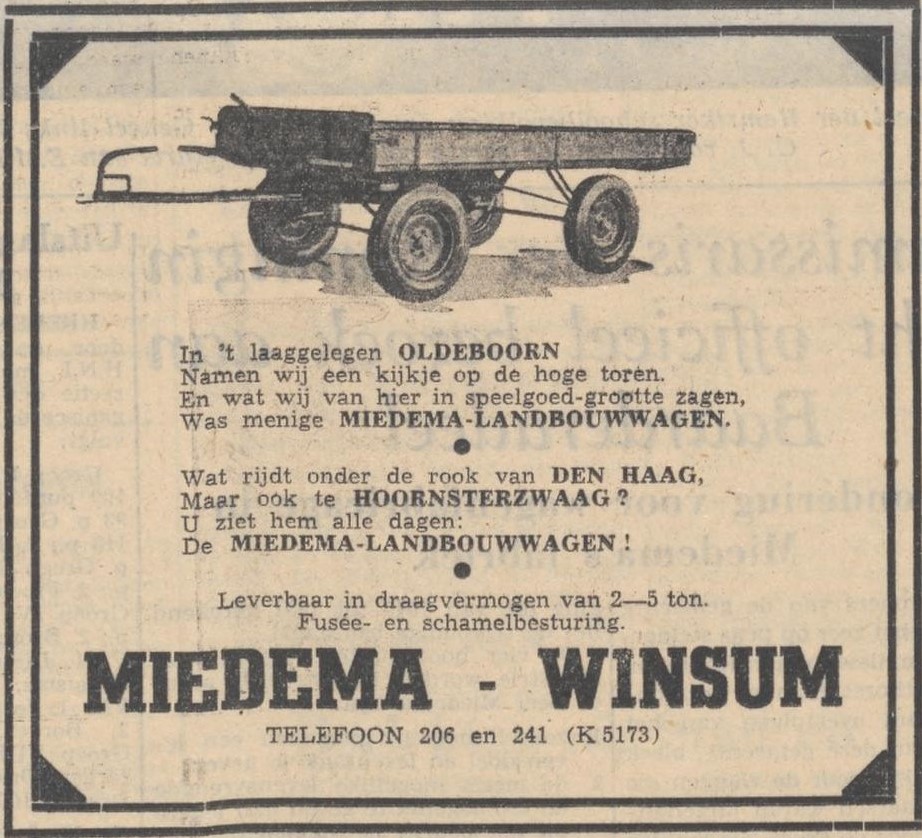 In 't laaggelegen OLDEBOORN
Namen wij een kijkje op de hoge toren.
En wat wij van hier in speelgoed-grootte zagen,
Was menige MIEDEMA-LANDBOUWWAGEN.
Wat rijdt onder de rook van DEN HAAG,
Maar ook te HOORNSTERZWAAG?
U ziet hem alle dagen:
De MIEDEMA-LANDBOUWWAGEN!
Leverbaar in draagvermogen van 2—5 ton.
Fusée- en schamelbesturing.
MIEDEMA - WINSUM
TELEFOON 206 en 241 (K 5173)